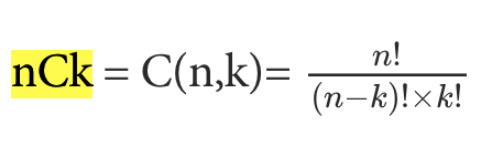 nCk = C(n,k)= n! / (n−k)!×k!